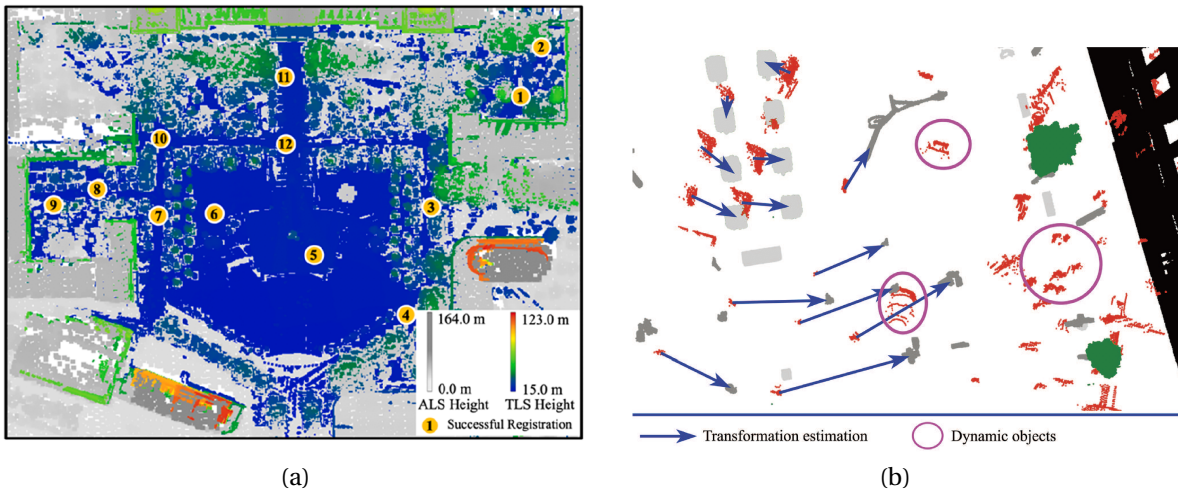 2
1
11
10
12
8
9
3
7
6
5
4
164.0 m 123.0 m
0.0 m 15.0 m
ALS Height TLS Height
1 Successful Registration
Transformation estimation Dynamic objects
(a) (b)